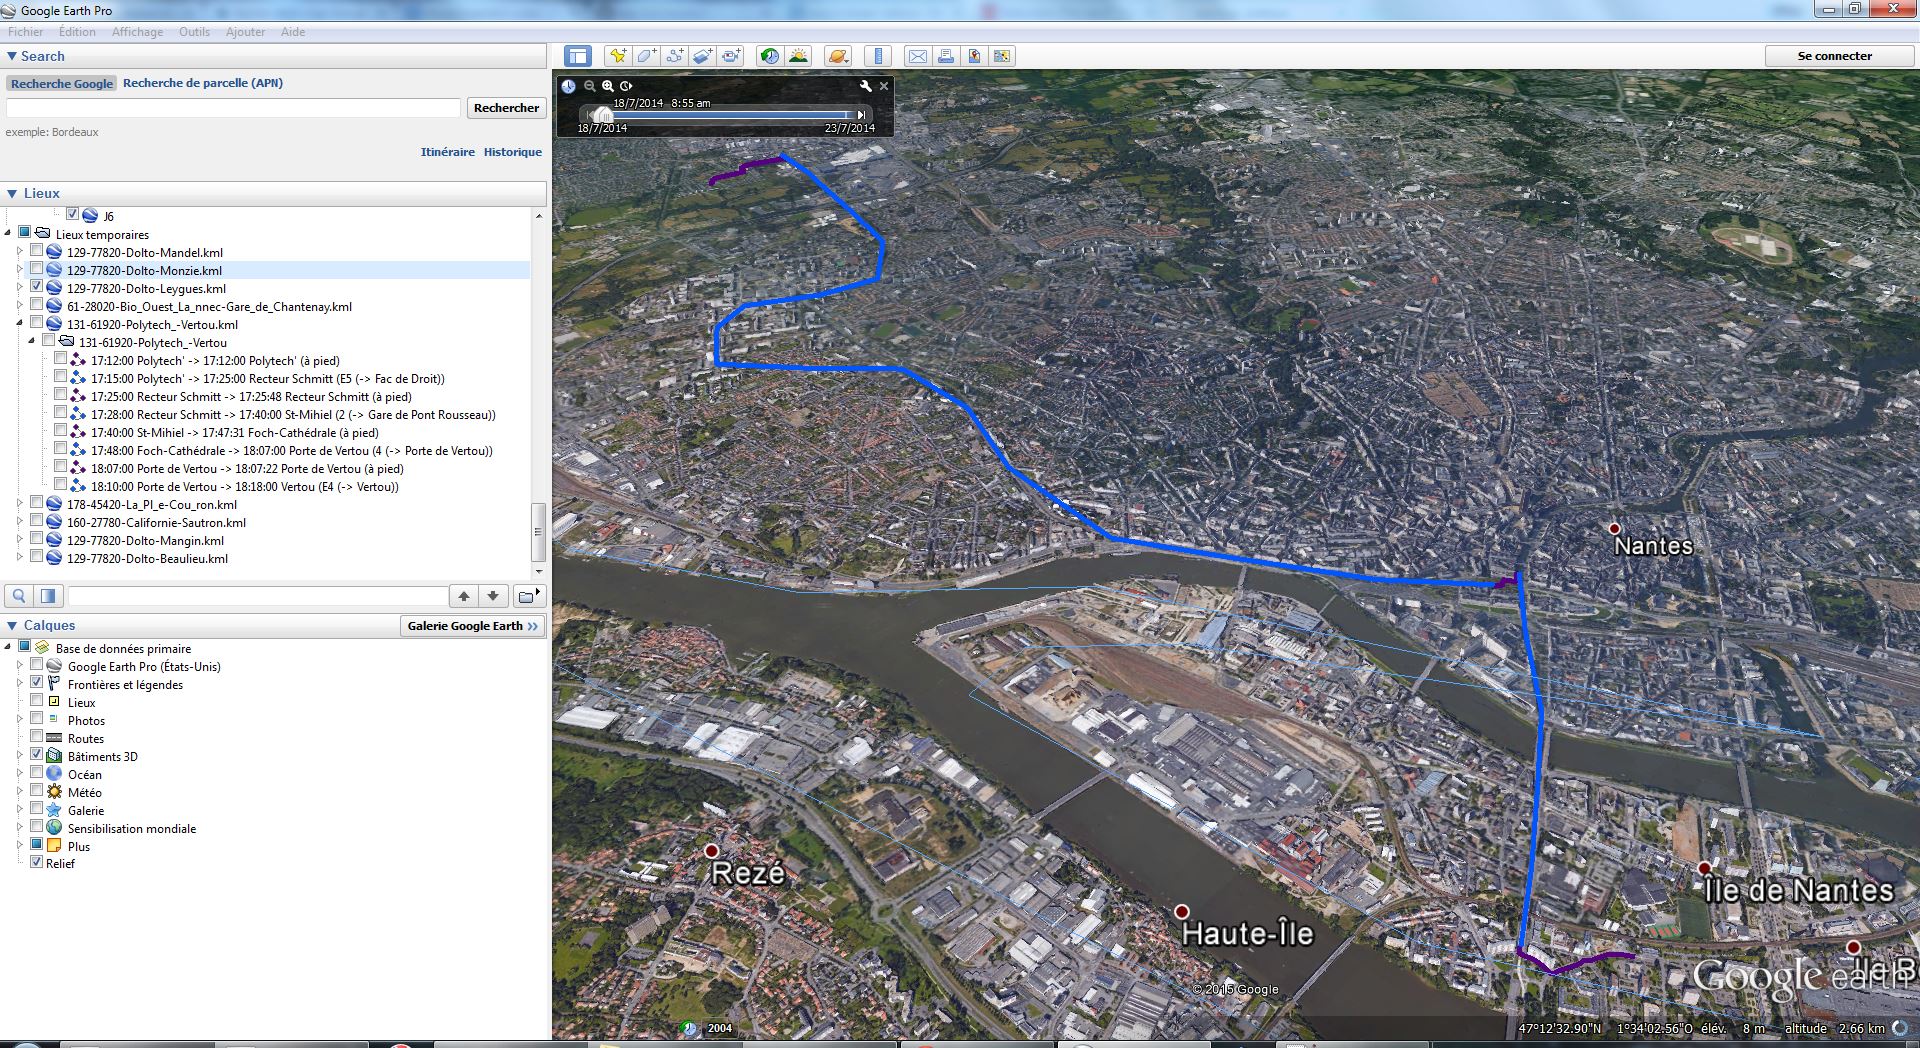 Google Earth Pro
Fichier Édition Affichage Outils Ajouter Aide
Search
Recherche Google Recherche de parcelle (APN)
Rechercher
exemple: Bordeaux
Itinéraire Historique
Lieux
J6
Lieux temporaires
129-77820-Dolto-Mandel.kml
129-77820-Dolto-Monzie.kml
129-77820-Dolto-Leygues.kml
61-28020-Bio_Ouest_La_nnec-Gare_de_Chantenay.kml
131-61920-Polytech_-Vertou.kml
131-61920-Polytech_-Vertou
17:12:00 Polytech' -> 17:12:00 Polytech' (à pied)
17:15:00 Polytech' -> 17:25:00 Recteur Schmitt (E5 (-> Fac de Droit))
17:25:00 Recteur Schmitt -> 17:25:48 Recteur Schmitt (à pied)
17:28:00 Recteur Schmitt -> 17:40:00 St-Mihiel (2 (-> Gare de Pont Rousseau))
17:40:00 St-Mihiel -> 17:47:31 Foch-Cathédrale (à pied)
17:48:00 Foch-Cathédrale -> 18:07:00 Porte de Vertou (4 (-> Porte de Vertou))
18:07:00 Porte de Vertou -> 18:07:22 Porte de Vertou (à pied)
18:10:00 Porte de Vertou -> 18:18:00 Vertou (E4 (-> Vertou))
178-45420-La_Pl_e-Cou_ron.kml
160-27780-Californie-Sautron.kml
129-77820-Dolto-Mangin.kml
129-77820-Dolto-Beaulieu.kml
Calques
Galerie Google Earth »
Base de données primaire
Google Earth Pro (États-Unis)
Frontières et légendes
Lieux
Photos
Routes
Bâtiments 3D
Océan
Météo
Galerie
Sensibilisation mondiale
Plus
Relief
Se connecter
18/7/2014 8:55 am
18/7/2014 23/7/2014
Nantes
Rezé
Île de Nantes
Haute-Île
Île B
Google earth
© 2015 Google
2004
47°12'32.90"N 1°34'02.56"O élév. 8 m altitude 2.66 km